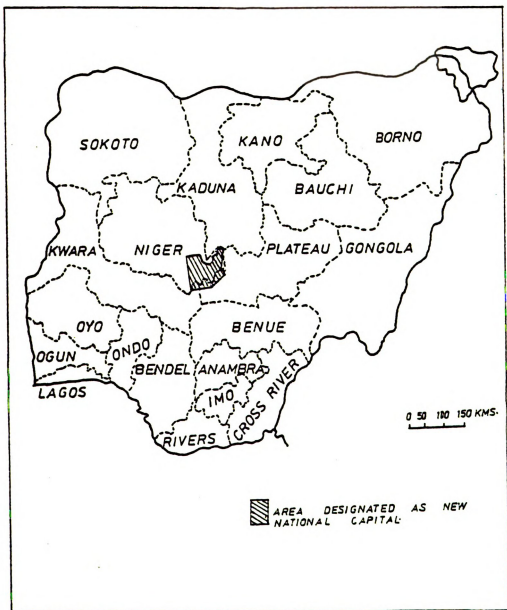 SOKOTO
KANO
BORNO
KADUNA
BAUCHI
KWARA
NIGER
PLATEAU
GONGOLA
OYO
BENUE
ONDO
OGUN
BENDEL
ANAMBRA
LAGOS
IMO
CROSS RIVER
RIVERS
0 50 100 150 KMS.
AREA DESIGNATED AS NEW
NATIONAL CAPITAL.